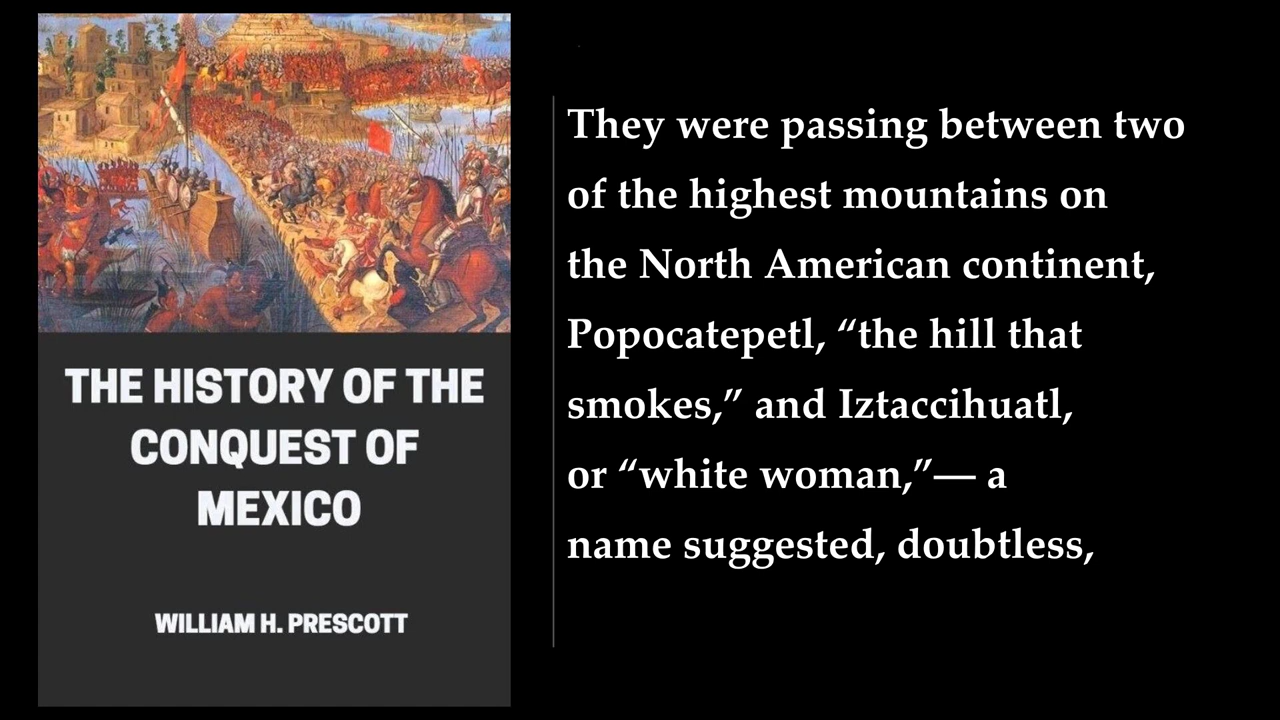 THE HISTORY OF THE
CONQUEST OF
MEXICO
WILLIAM H. PRESCOTT
They were passing between two
of the highest mountains on
the North American continent,
Popocatepetl, “the hill that
smokes,” and Iztaccihuatl,
or “white woman,”— a
name suggested, doubtless,